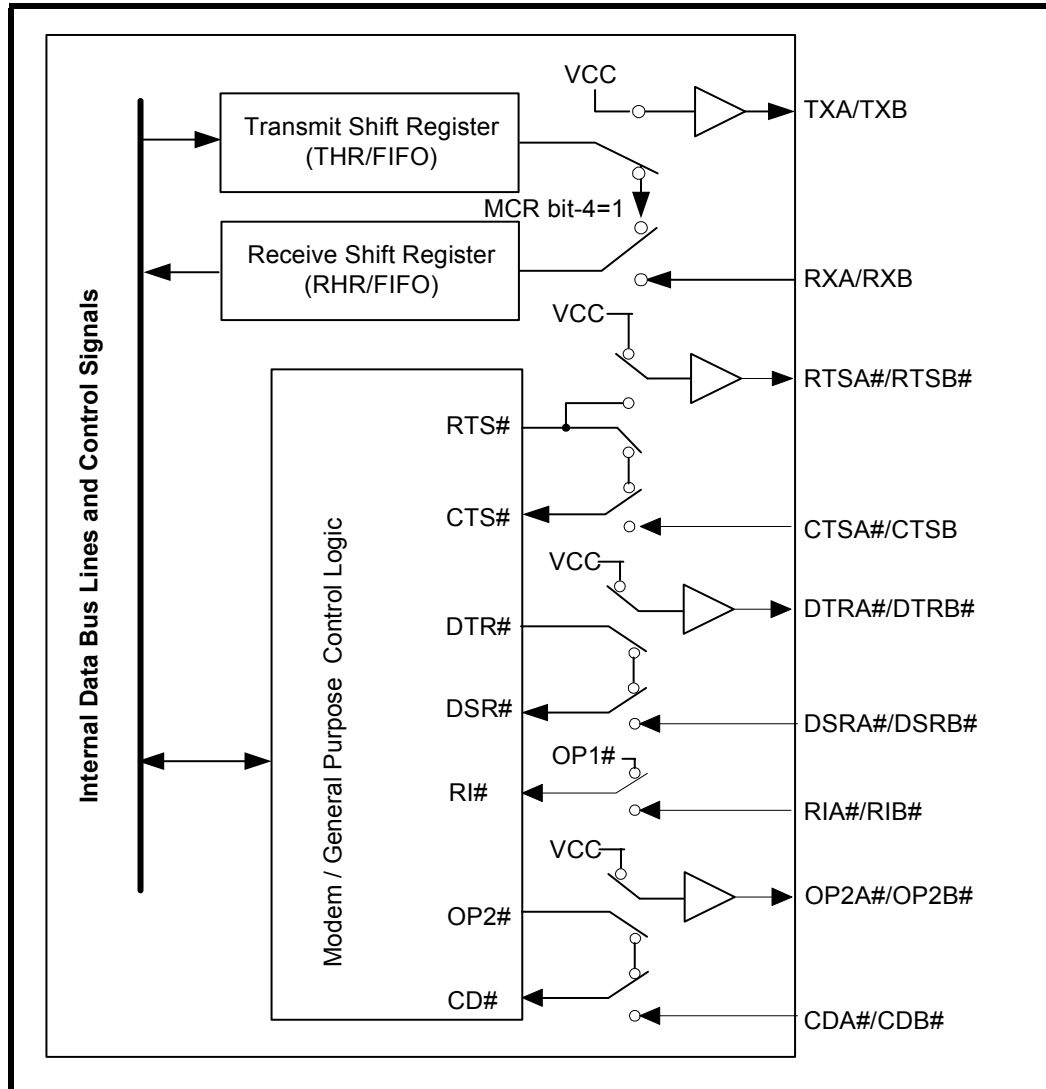 VCC
TXA/TXB
Transmit Shift Register
(THR/FIFO)
MCR bit-4=1
Receive Shift Register
(RHR/FIFO)
RXA/RXB
VCC
RTSA#/RTSB#
RTS#
CTS#
CTSA#/CTSB
VCC
DTRA#/DTRB#
DTR#
DSR#
DSRA#/DSRB#
OP1#
RI#
RIA#/RIB#
VCC
OP2A#/OP2B#
OP2#
CD#
CDA#/CDB#
Internal Data Bus Lines and Control Signals
Modem / General Purpose Control Logic